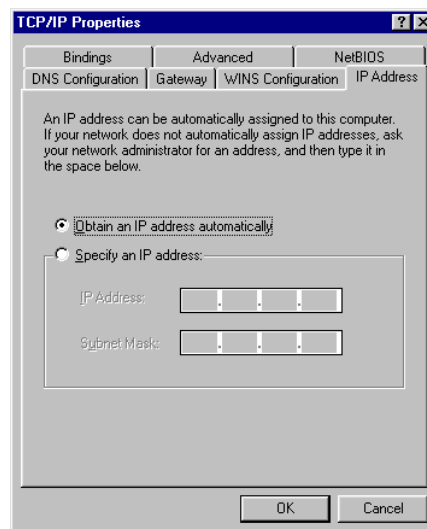 TCP/IP Properties
Bindings Advanced NetBIOS
DNS Configuration Gateway WINS Configuration IP Address
An IP address can be automatically assigned to this computer.
If your network does not automatically assign IP addresses, ask
your network administrator for an address, and then type it in
the space below.
Obtain an IP address automatically
Specify an IP address:
IP Address:
. . .
Subnet Mask:
. . .
OK Cancel